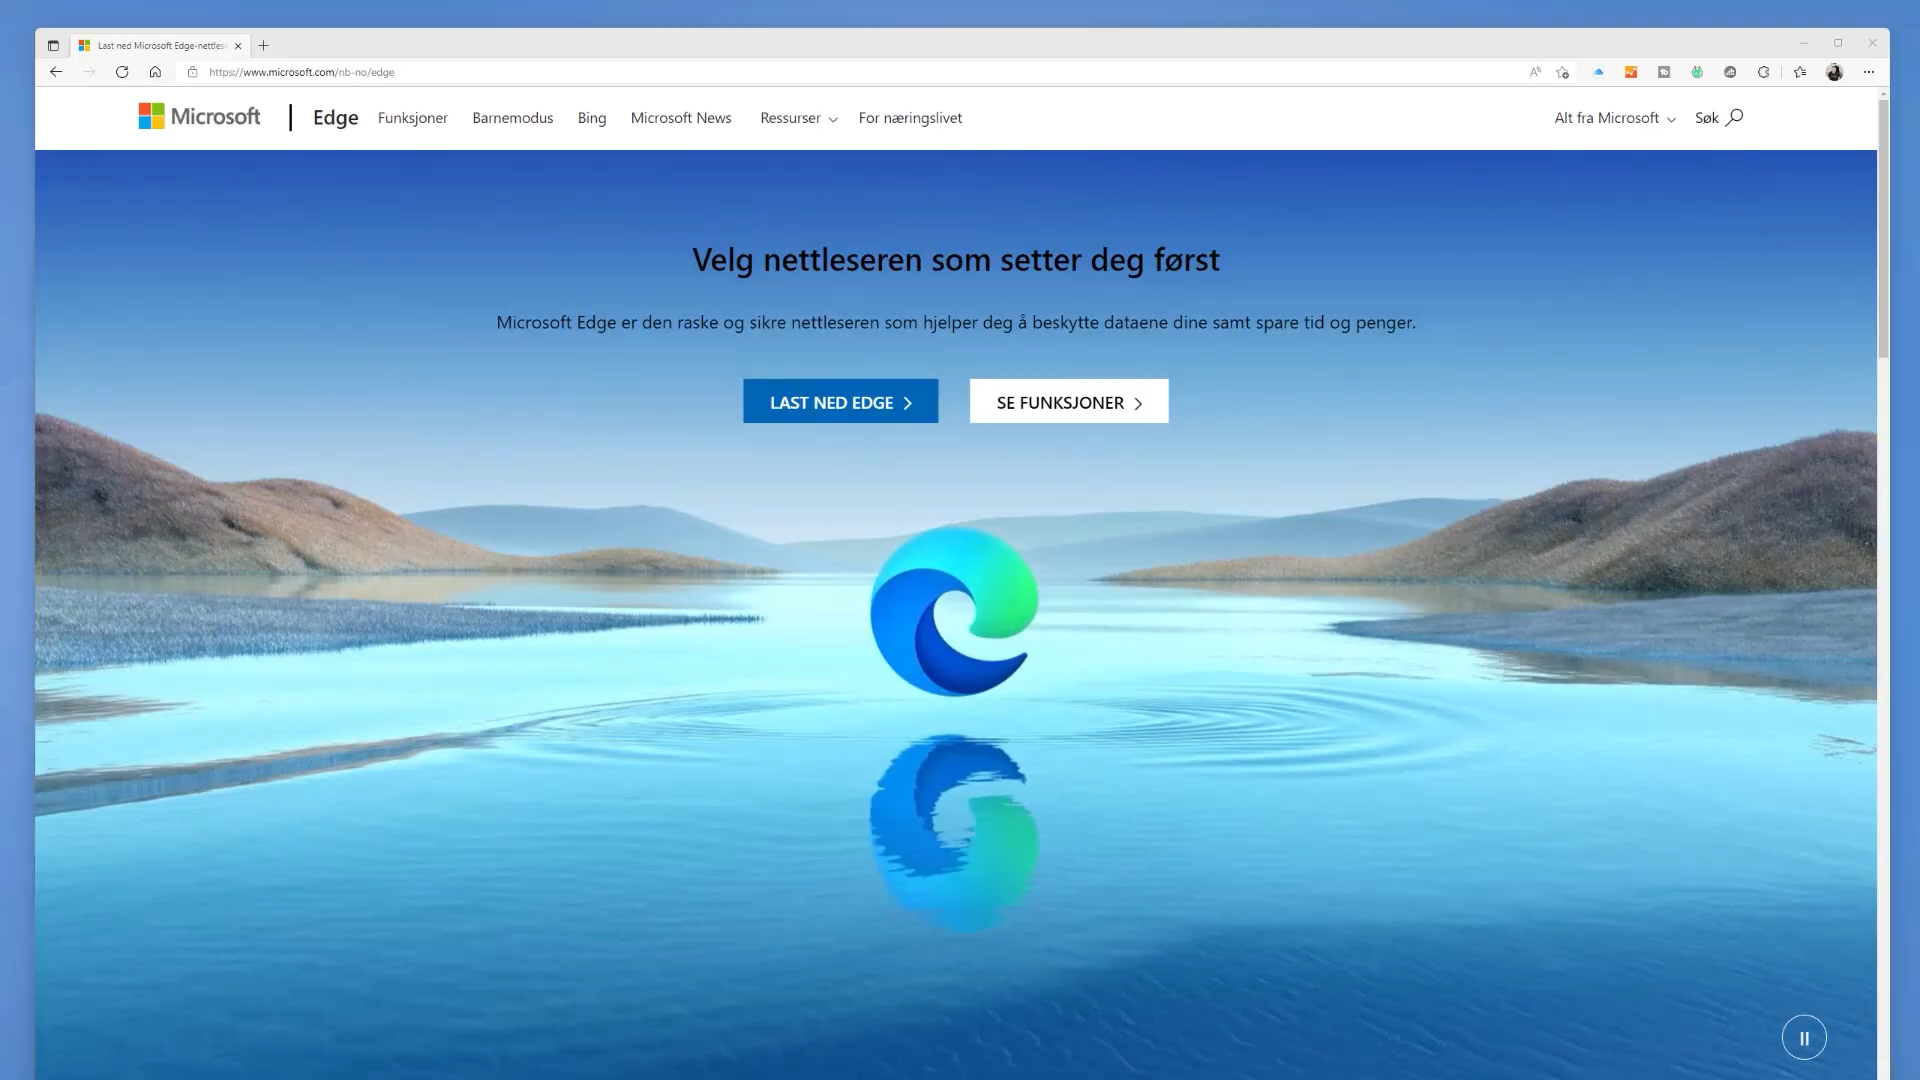 Last ned Microsoft Edge-nettles
https://www.microsoft.com/nb-no/edge
Microsoft
Edge
Funksjoner
Barnemodus
Bing
Microsoft News
Ressurser
For næringslivet
Alt fra Microsoft
Søk
Velg nettleseren som setter deg først
Microsoft Edge er den raske og sikre nettleseren som hjelper deg å beskytte dataene dine samt spare tid og penger.
LAST NED EDGE
SE FUNKSJONER